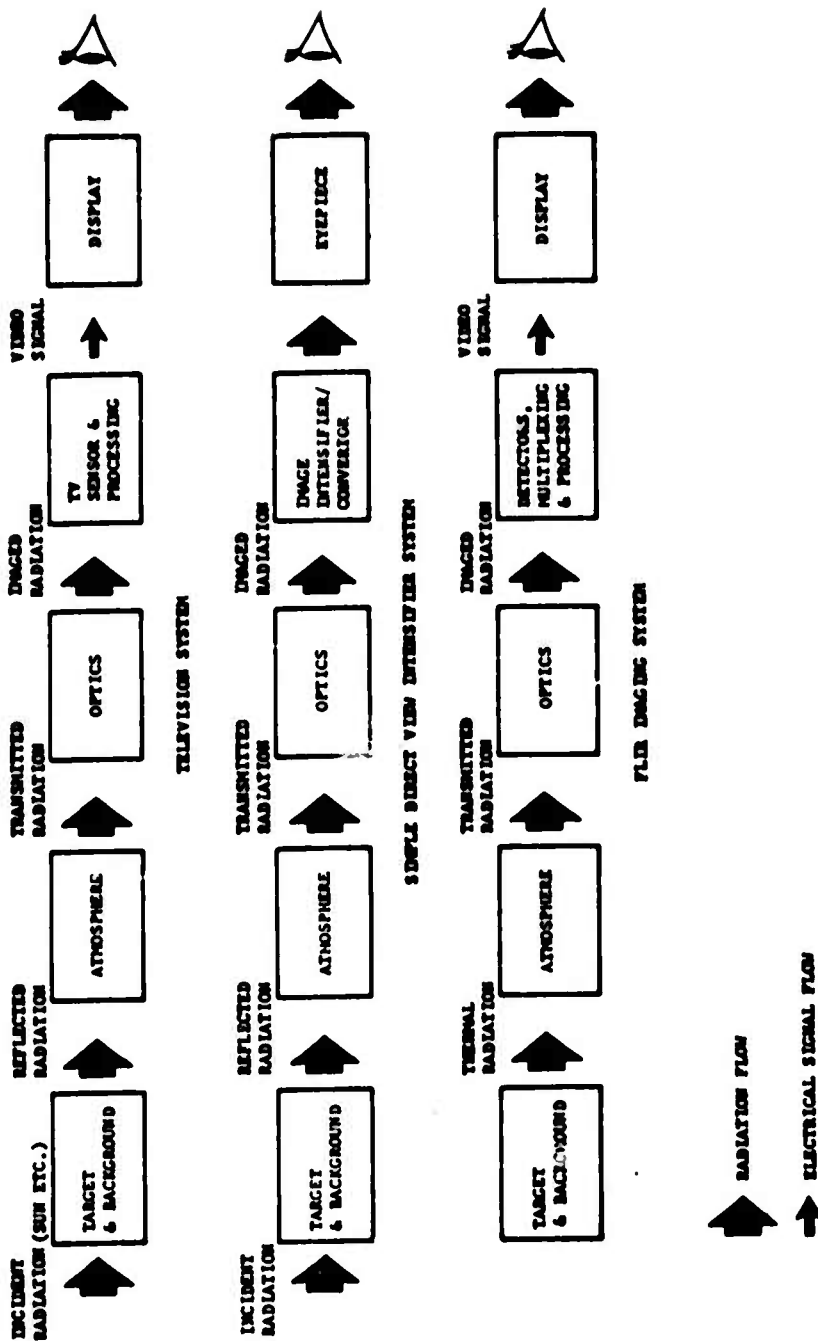 INCIDENT
RADIATION (SUN ETC.)
TARGET
& BACKGROUND
REFLECTED
RADIATION
ATMOSPHERE
TRANSMITTED
RADIATION
OPTICS
IMAGED
RADIATION
TV
SENSOR &
PROCESSING
VIDEO
SIGNAL
DISPLAY
TELEVISION SYSTEM
INCIDENT
RADIATION
TARGET
& BACKGROUND
REFLECTED
RADIATION
ATMOSPHERE
TRANSMITTED
RADIATION
OPTICS
IMAGED
RADIATION
IMAGE
INTENSIFIER/
CONVERTOR
EYEPIECE
SIMPLE DIRECT VIEW INTENSIFIER SYSTEM
TARGET
& BACKGROUND
THERMAL
RADIATION
ATMOSPHERE
TRANSMITTED
RADIATION
OPTICS
IMAGED
RADIATION
DETECTORS,
MULTIPLEXING
& PROCESSING
VIDEO
SIGNAL
DISPLAY
FLIR IMAGING SYSTEM
RADIATION FLOW
ELECTRICAL SIGNAL FLOW